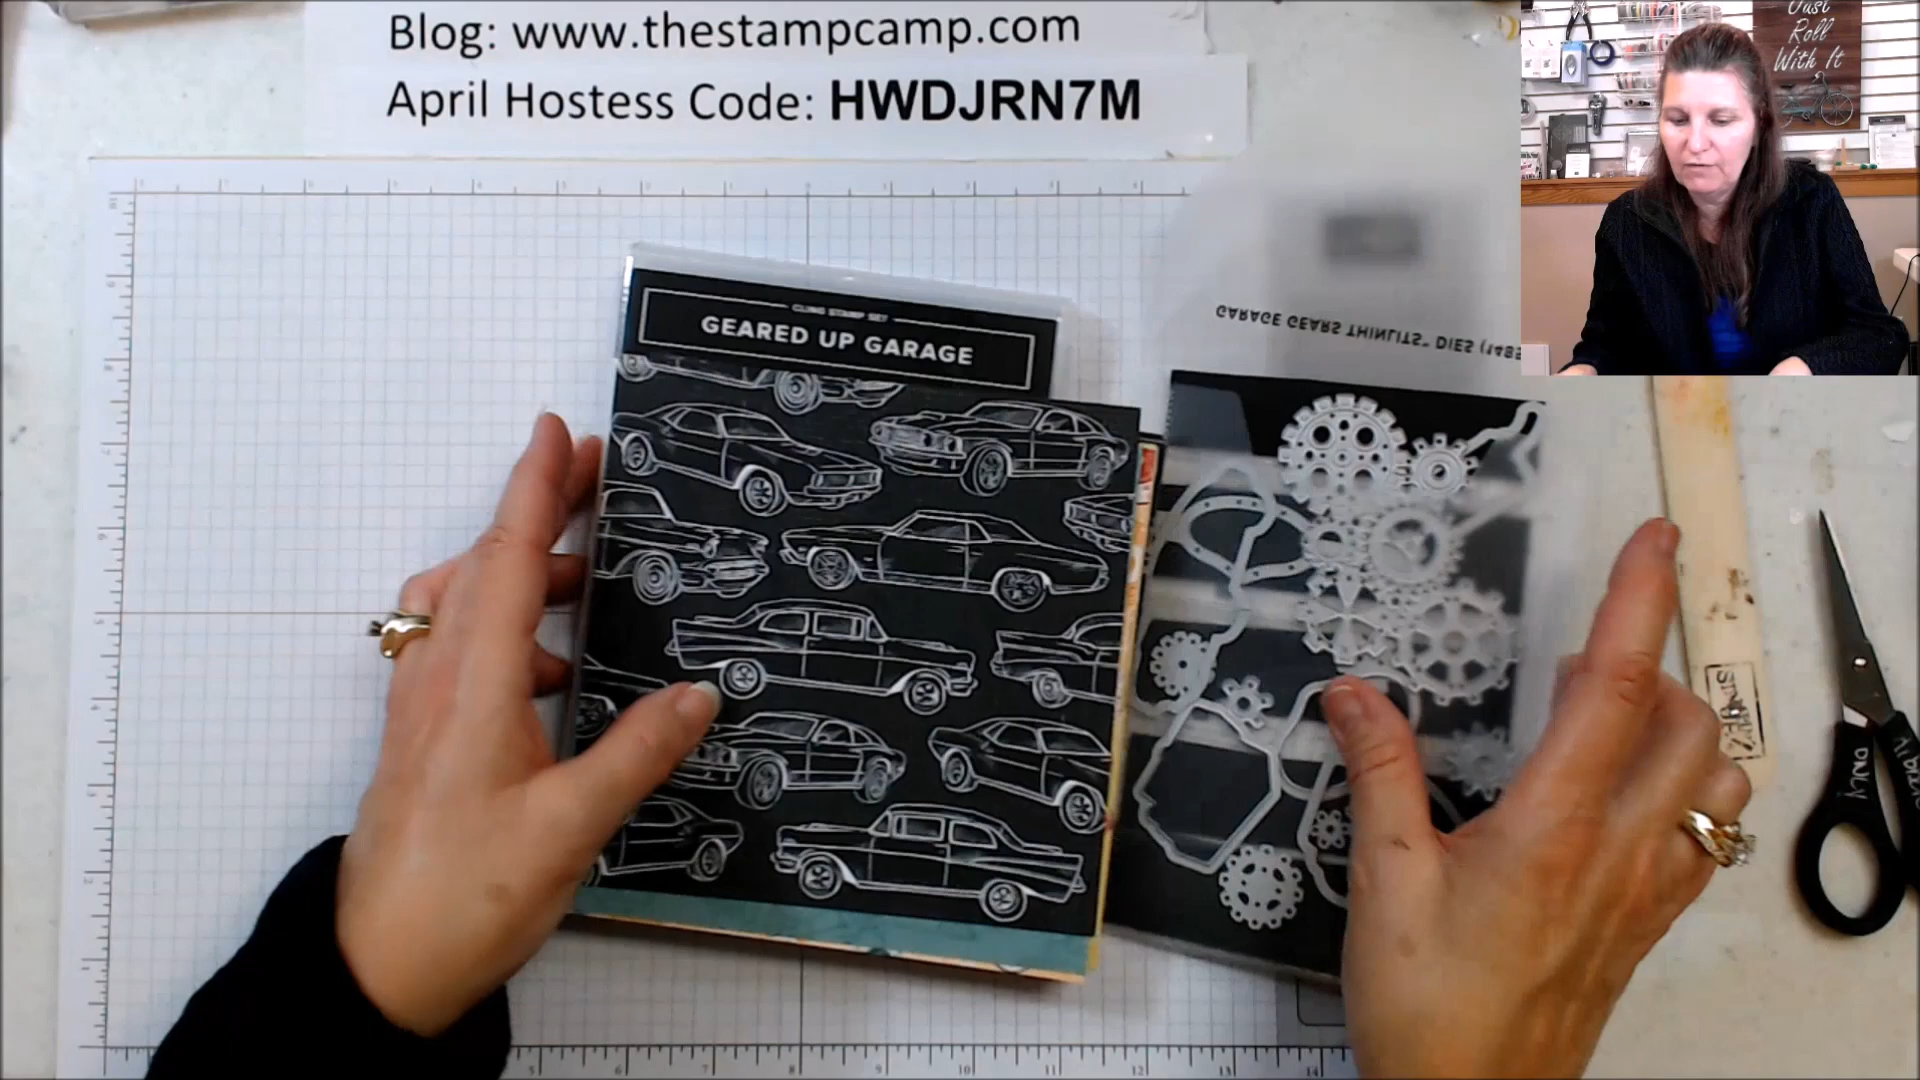 Blog: www.thestampcamp.com
April Hostess Code: HWDJRN7M
Just
Roll
With It
CLING STAMP SET
GEARED UP GARAGE
GARAGE GEARS THINLITS DIES
ONLY